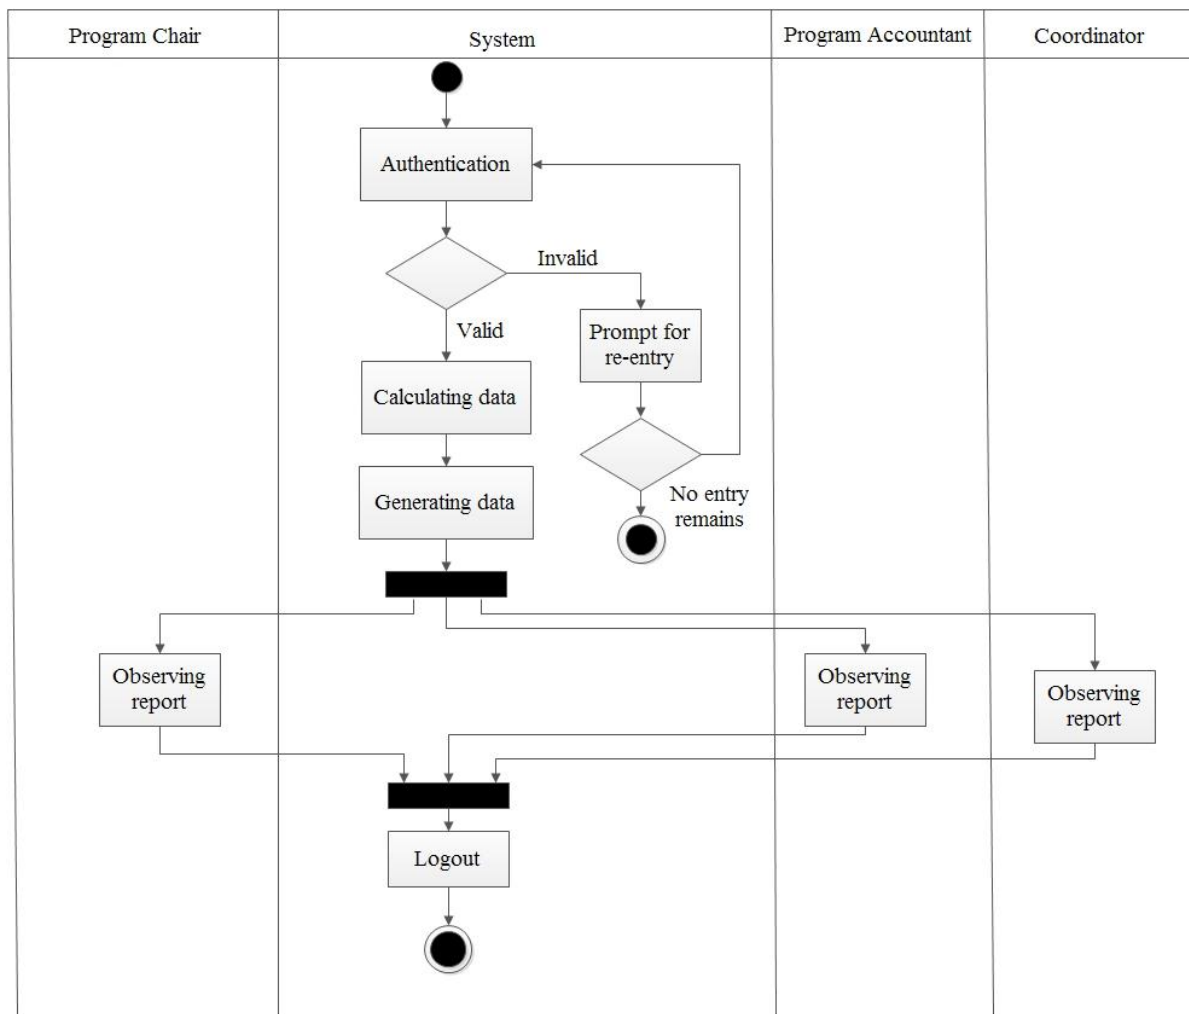 Program Chair
System
Program Accountant
Coordinator
Authentication
Invalid
Valid
Prompt for
re-entry
Calculating data
Generating data
No entry
remains
Observing
report
Observing
report
Observing
report
Logout